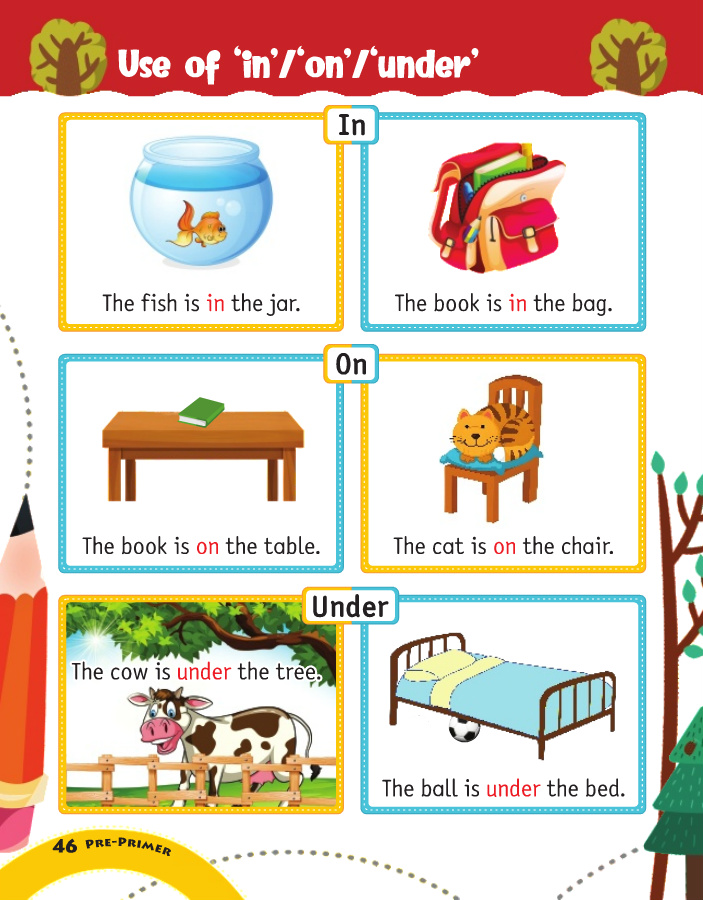 Use of ‘in’/‘on’/‘under’
In
The fish is in the jar.
The book is in the bag.
On
The book is on the table.
The cat is on the chair.
Under
The cow is under the tree.
The ball is under the bed.
46 PRE-PRIMER